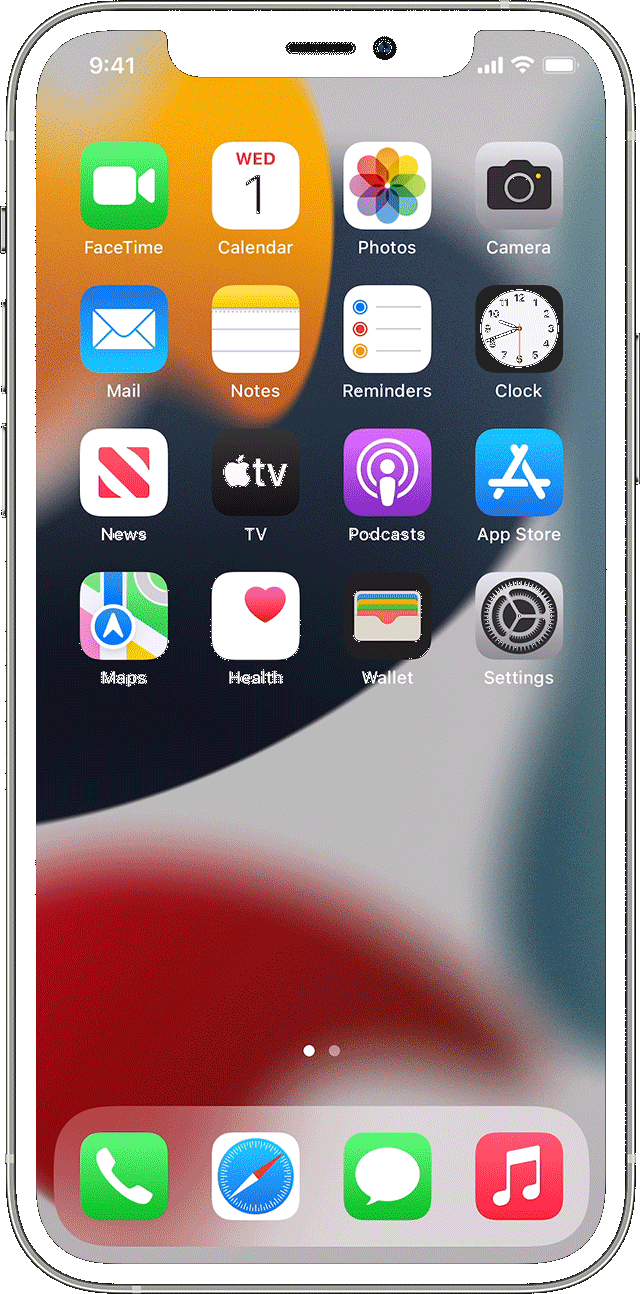 9:41
WED
1
FaceTime Calendar Photos Camera
Mail Notes Reminders Clock
tv
News TV Podcasts App Store
Maps Health Wallet Settings